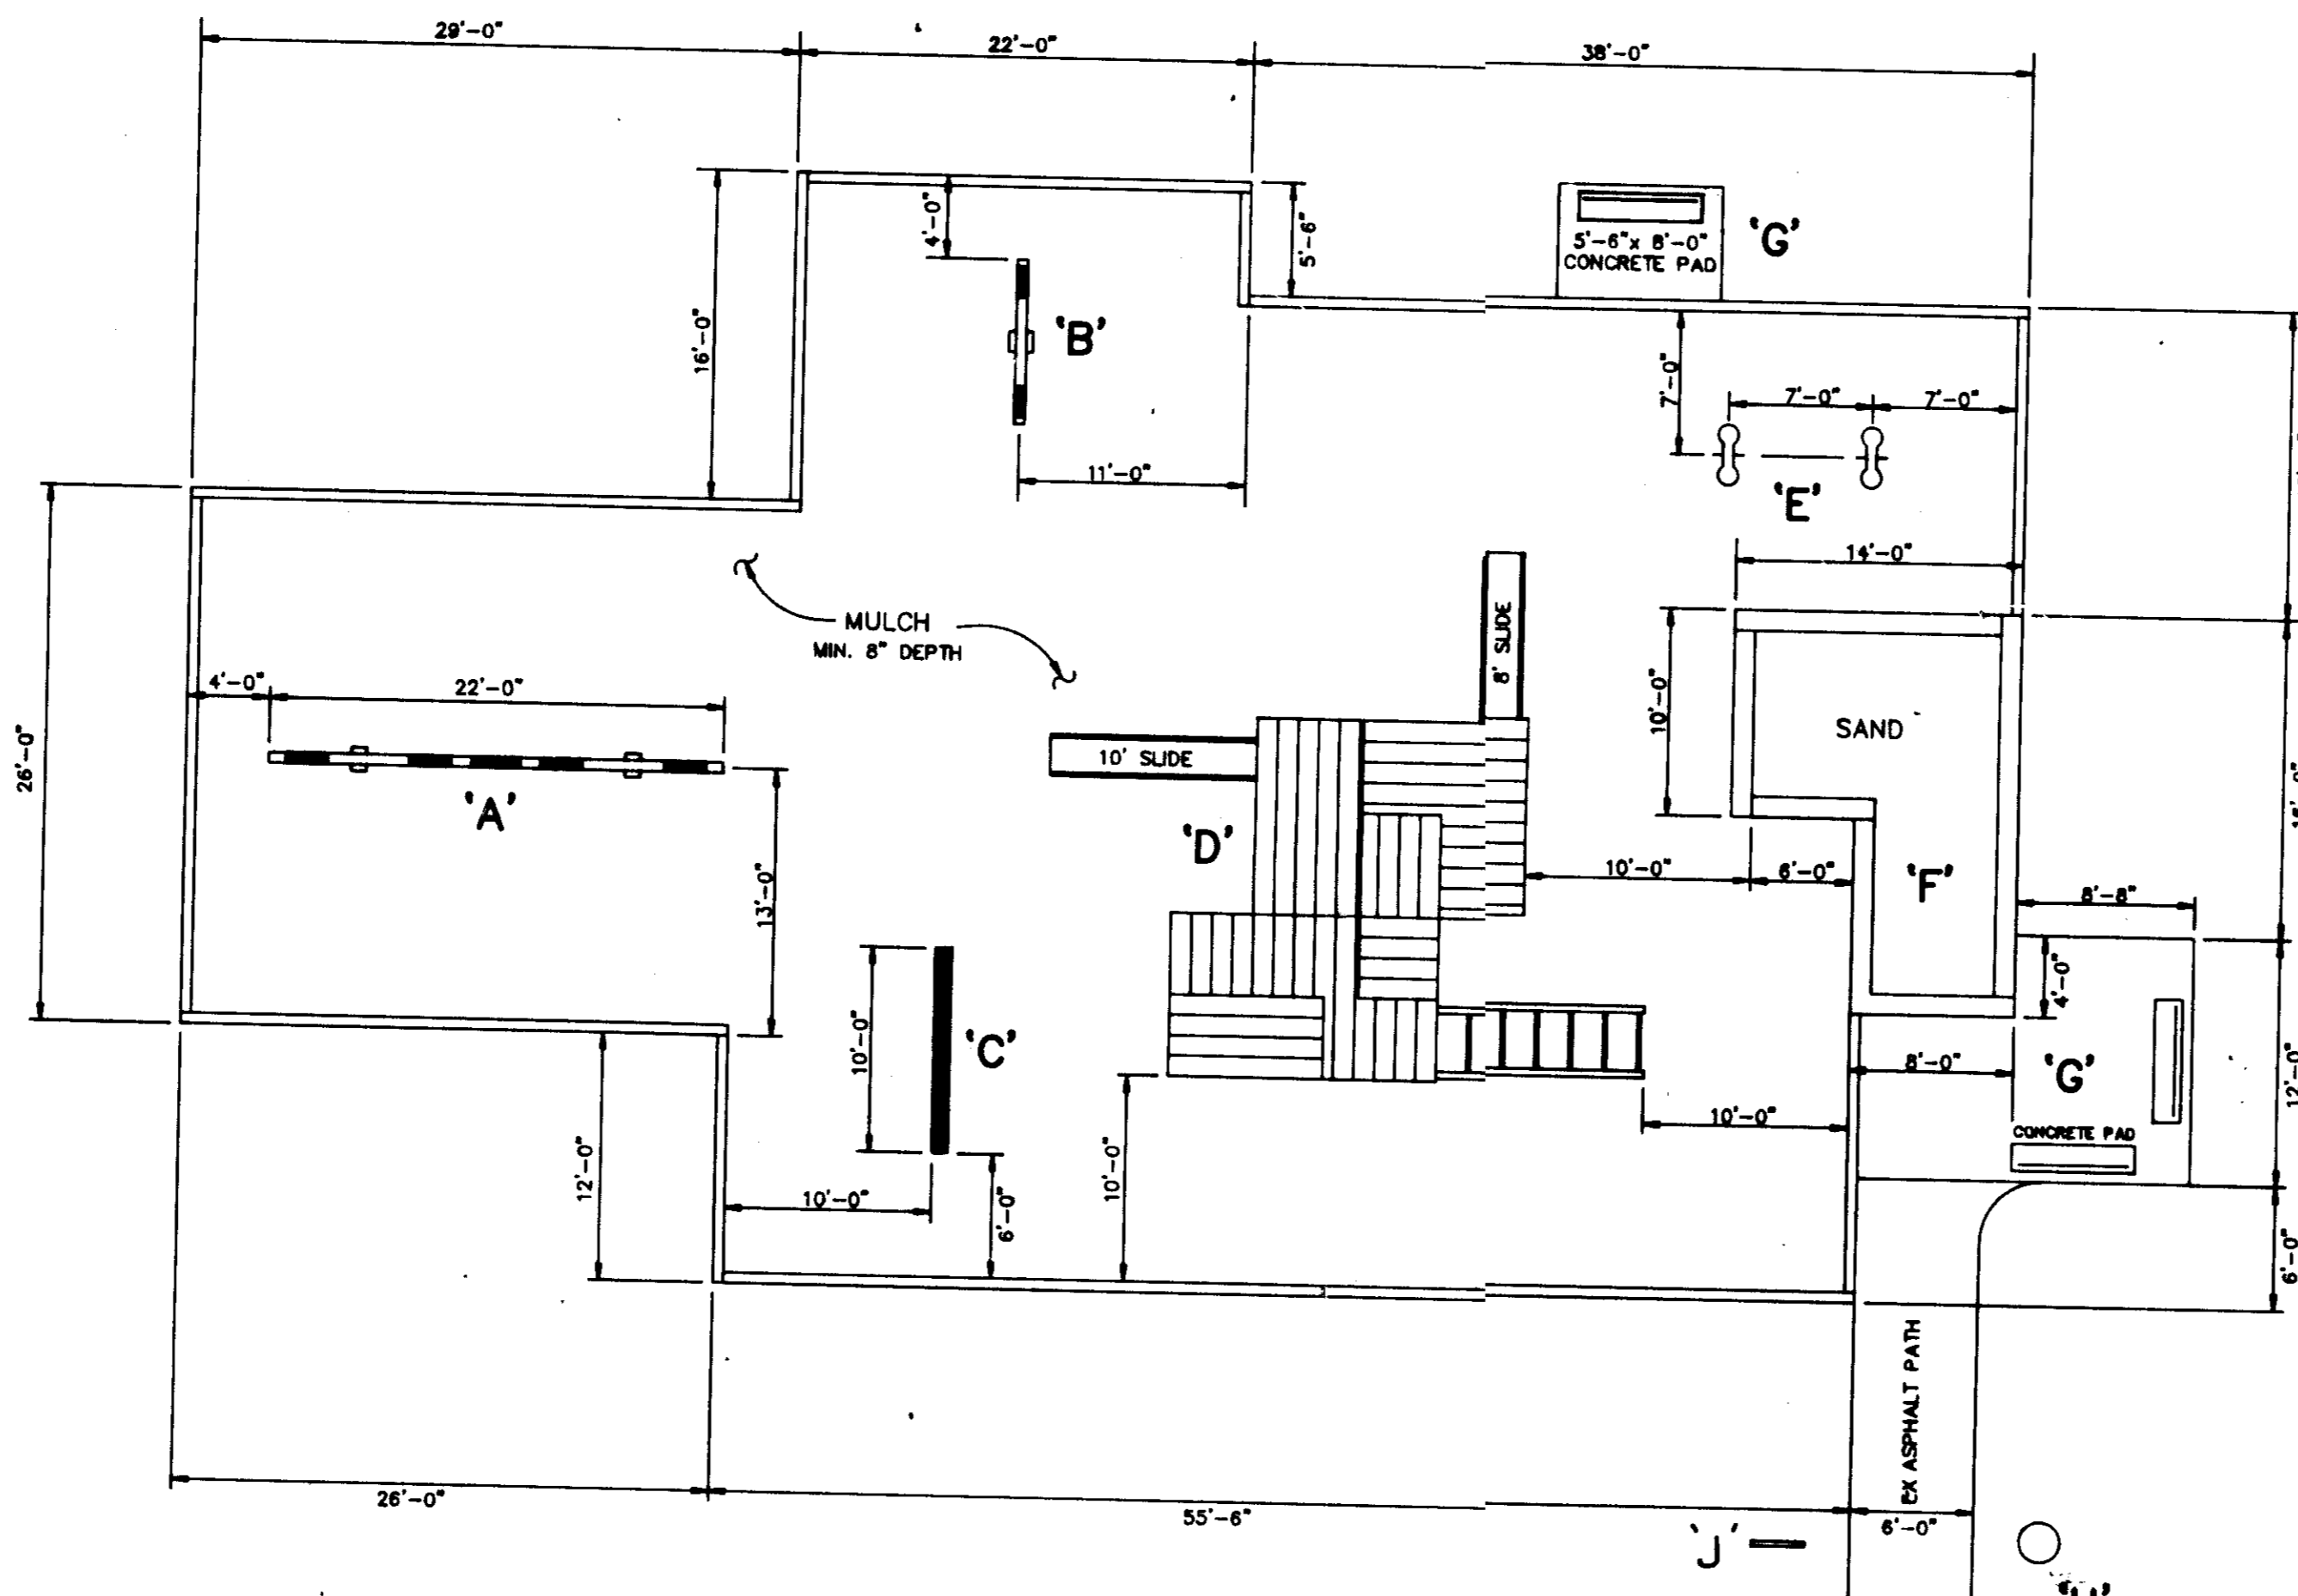 29'-0"
22'-0"
38'-0"
4'-0"
5'-6"
5'-6"x 8'-0"
CONCRETE PAD
'G'
16'-0"
'B'
7'-0"
7'-0"
7'-0"
11'-0"
'E'
14'-0"
MULCH
MIN. 8" DEPTH
8' SLIDE
10'-0"
SAND
4'-0"
22'-0"
26'-0"
10' SLIDE
'A'
'D'
13'-0"
10'-0"
6'-0"
'F'
8'-8"
4'-0"
10'-0"
'C'
8'-0"
'G'
12'-0"
CONCRETE PAD
10'-0"
12'-0"
10'-0"
10'-0"
6'-0"
6'-0"
EX ASPHALT PATH
26'-0"
55'-6"
6'-0"
'J'